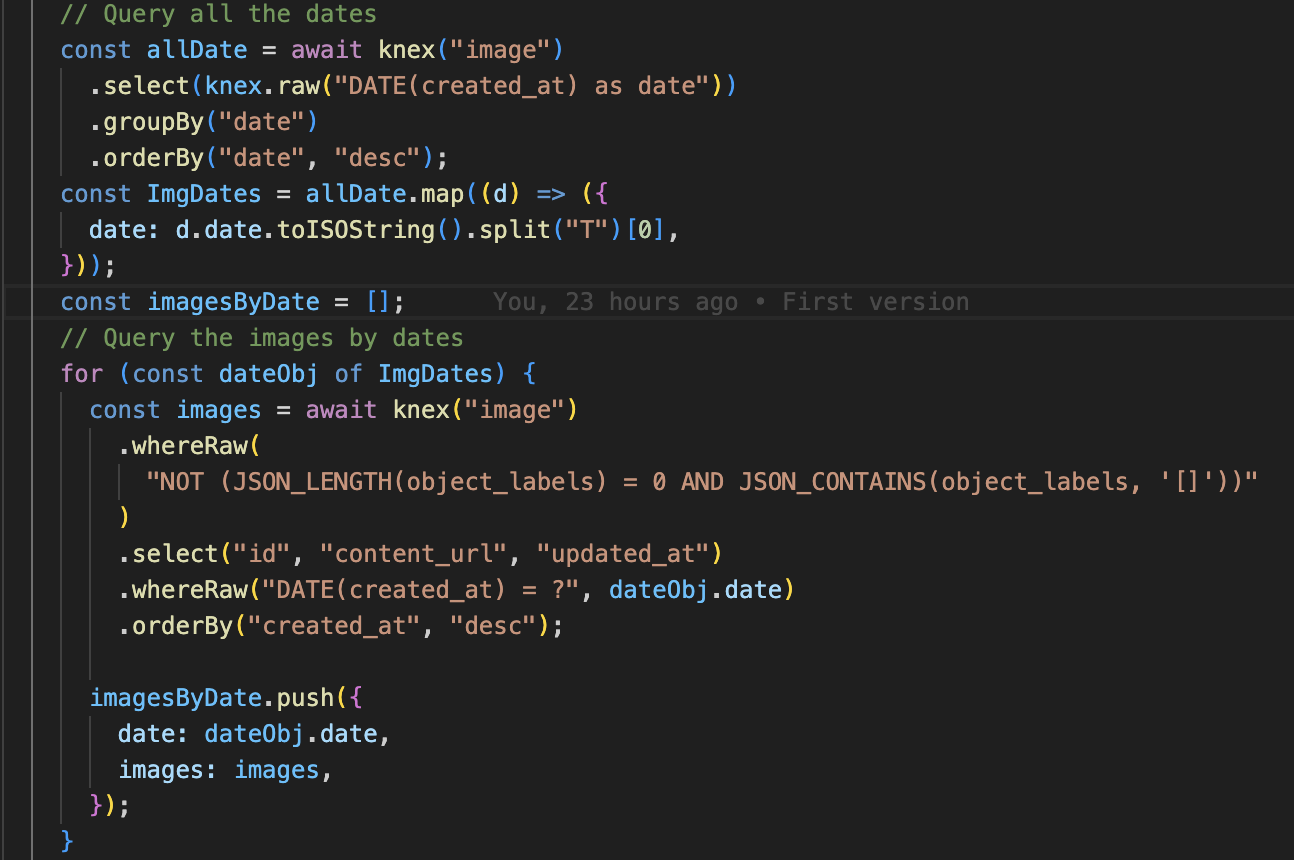 // Query all the dates
const allDate = await knex("image")
.select(knex.raw("DATE(created_at) as date"))
.groupBy("date")
.orderBy("date", "desc");
const ImgDates = allDate.map((d) => ({
date: d.date.toISOString().split("T")[0],
}));
const imagesByDate = []; You, 23 hours ago • First version
// Query the images by dates
for (const dateObj of ImgDates) {
const images = await knex("image")
.whereRaw(
"NOT (JSON_LENGTH(object_labels) = 0 AND JSON_CONTAINS(object_labels, '[]'))"
)
.select("id", "content_url", "updated_at")
.whereRaw("DATE(created_at) = ?", dateObj.date)
.orderBy("created_at", "desc");
imagesByDate.push({
date: dateObj.date,
images: images,
});
}